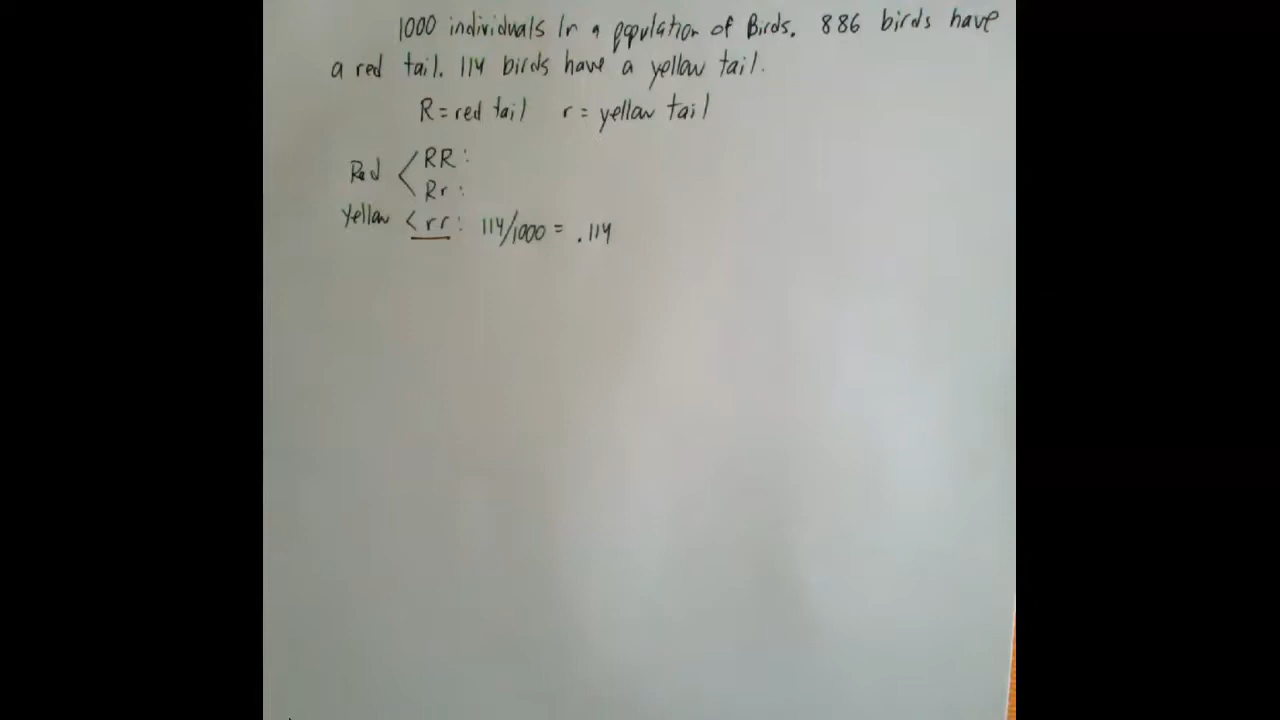 1000 individuals in a population of Birds. 886 birds have
a red tail. 114 birds have a yellow tail.
R = red tail r = yellow tail
Red < RR :
Rr :
Yellow < rr : 114/1000 = .114